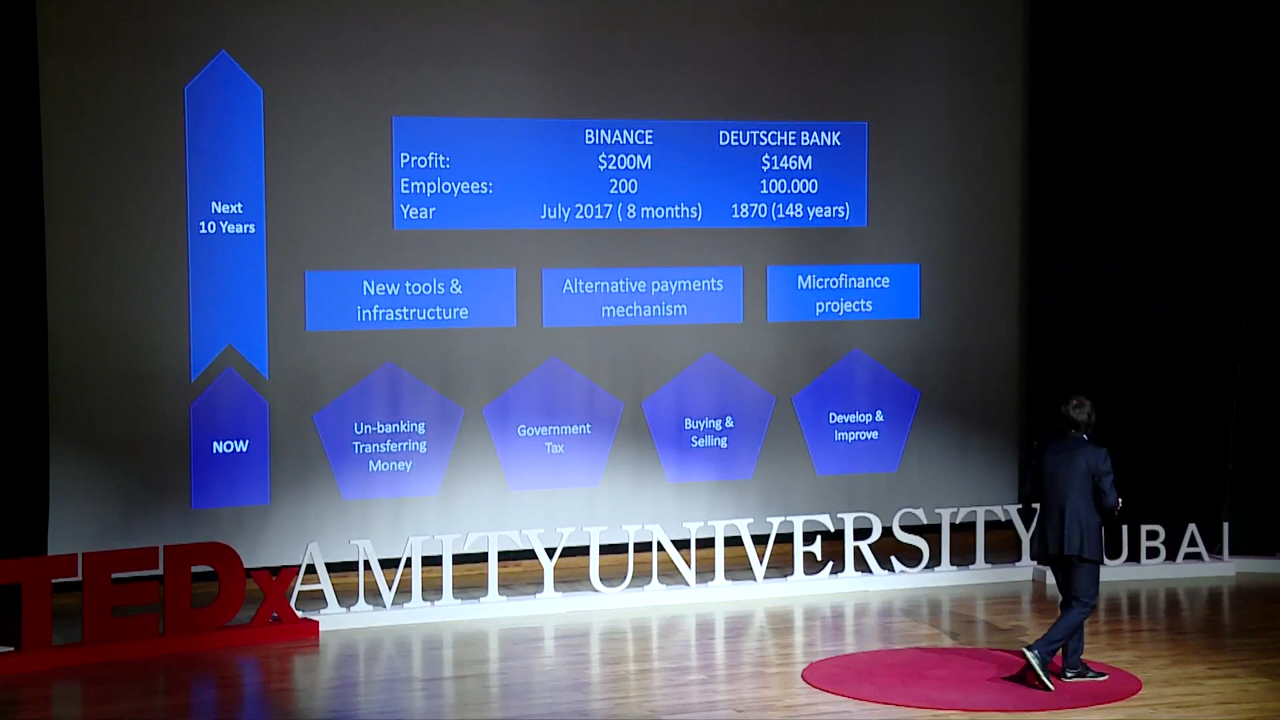 BINANCE DEUTSCHE BANK
Profit: $200M $146M
Employees: 200 100.000
Year July 2017 ( 8 months) 1870 (148 years)
Next
10 Years
New tools &
infrastructure
Alternative payments
mechanism
Microfinance
projects
NOW
Un-banking
Transferring
Money
Government
Tax
Buying &
Selling
Develop &
Improve
TEDxAMITYUNIVERSITY UBAI